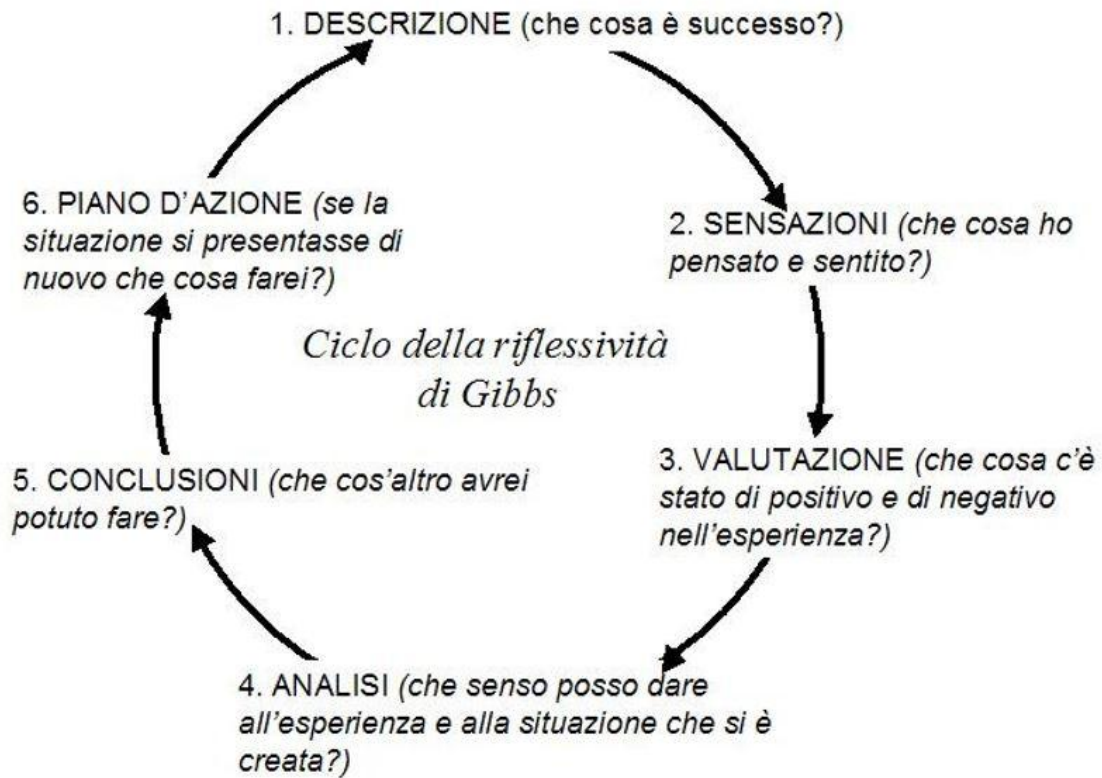 1. DESCRIZIONE (che cosa è successo?)
2. SENSAZIONI (che cosa ho
pensato e sentito?)
3. VALUTAZIONE (che cosa c'è
stato di positivo e di negativo
nell'esperienza?)
4. ANALISI (che senso posso dare
all'esperienza e alla situazione che si è
creata?)
5. CONCLUSIONI (che cos'altro avrei
potuto fare?)
6. PIANO D'AZIONE (se la
situazione si presentasse di
nuovo che cosa farei?)
Ciclo della riflessività
di Gibbs